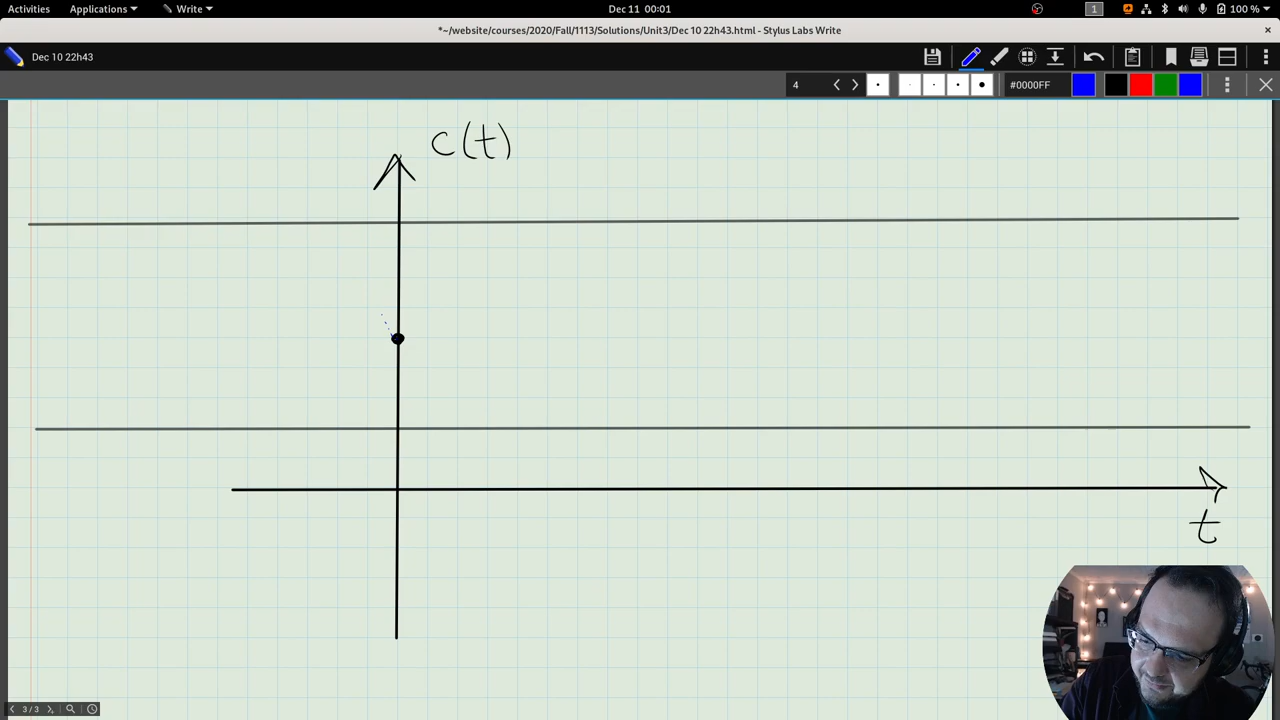 Activities Applications Write Dec 11 00:01 1 100 %
*~/website/courses/2020/Fall/1113/Solutions/Unit3/Dec 10 22h43.html - Stylus Labs Write ×
Dec 10 22h43
4 #0000FF
c(t)
t
3 / 3